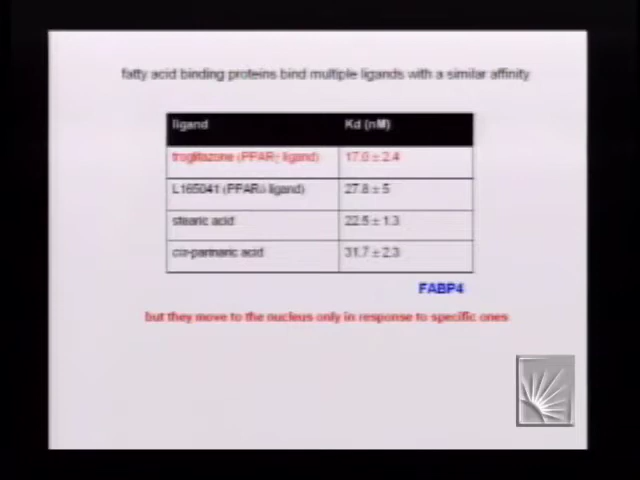 fatty acid binding proteins bind multiple ligands with a similar affinity
ligand Kd (nM)
troglitazone (PPARγ ligand) 17.0 ± 2.4
L165041 (PPARδ ligand) 27.8 ± 5
stearic acid 22.5 ± 1.3
cis-parinaric acid 31.7 ± 2.3
FABP4
but they move to the nucleus only in response to specific ones